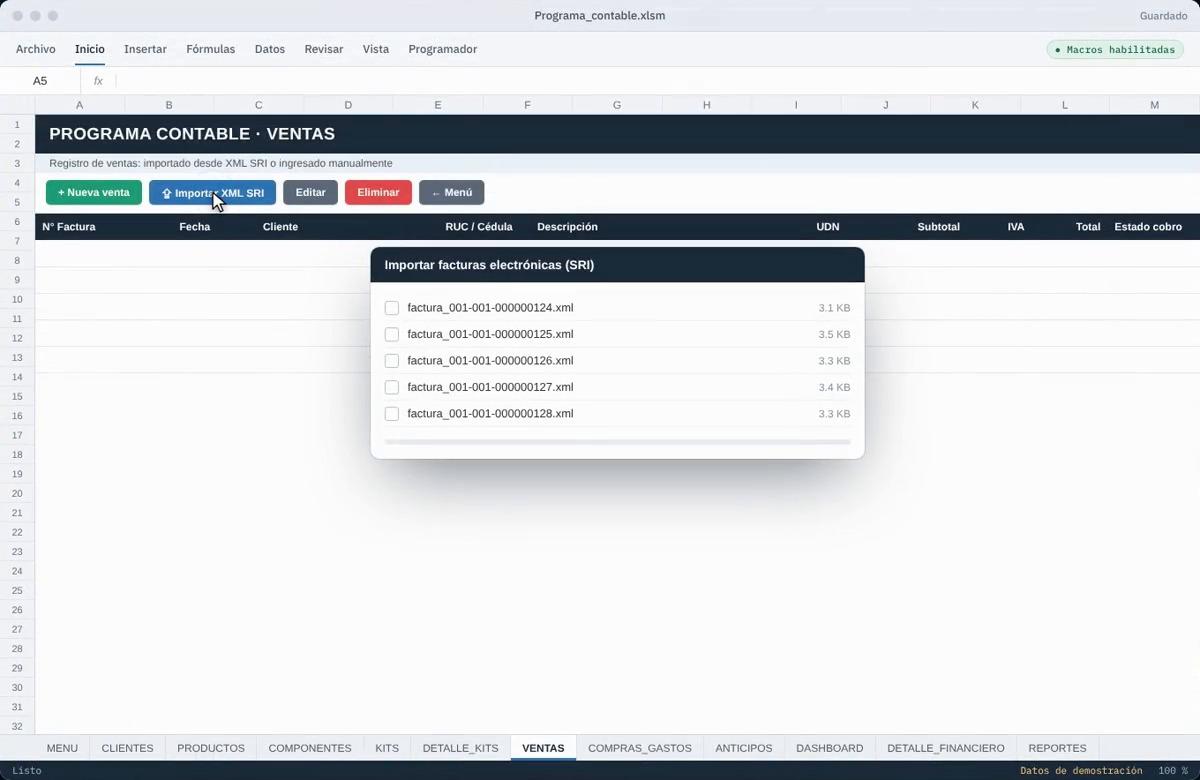 Programa_contable.xlsm
Guardado
Archivo Inicio Insertar Fórmulas Datos Revisar Vista Programador
● Macros habilitadas
A5 fx
A B C D E F G H I J K L M
1
PROGRAMA CONTABLE · VENTAS
2
3 Registro de ventas: importado desde XML SRI o ingresado manualmente
4
+ Nueva venta ⇪ Importar XML SRI Editar Eliminar ← Menú
5
6
N° Factura Fecha Cliente RUC / Cédula Descripción UDN Subtotal IVA Total Estado cobro
7
8
Importar facturas electrónicas (SRI)
9
10
factura_001-001-000000124.xml 3.1 KB
11
factura_001-001-000000125.xml 3.5 KB
12
13
factura_001-001-000000126.xml 3.3 KB
14
factura_001-001-000000127.xml 3.4 KB
15
16
factura_001-001-000000128.xml 3.3 KB
17
18
19
20
21
22
23
24
25
26
27
28
29
30
31
32
MENU CLIENTES PRODUCTOS COMPONENTES KITS DETALLE_KITS VENTAS COMPRAS_GASTOS ANTICIPOS DASHBOARD DETALLE_FINANCIERO REPORTES
Listo Datos de demostración 100 %